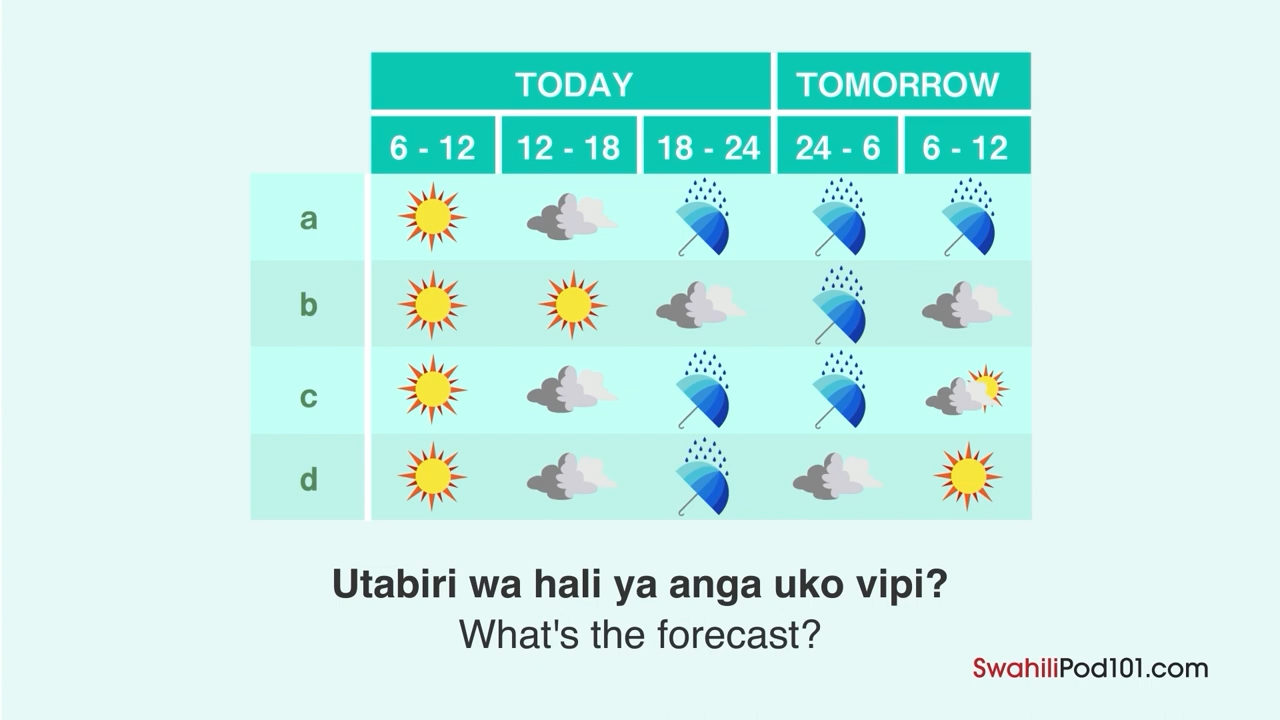 TODAY TOMORROW
6 - 12 12 - 18 18 - 24 24 - 6 6 - 12
a
b
c
d
Utabiri wa hali ya anga uko vipi?
What's the forecast?
SwahiliPod101.com